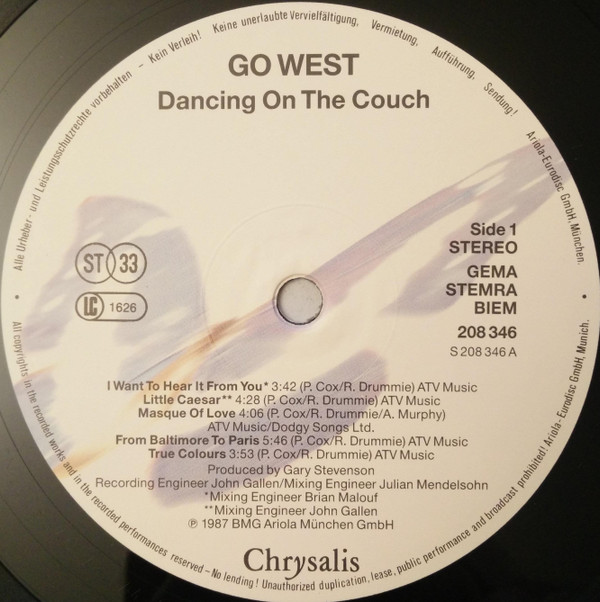 Alle Urheber- und Leistungsschutzrechte vorbehalten – Kein Verleih! Keine unerlaubte Vervielfältigung, Vermietung, Aufführung, Sendung!
GO WEST
Dancing On The Couch
Ariola-Eurodisc GmbH, München.
ST 33
LC 1626
Side 1
STEREO
GEMA
STEMRA
BIEM
208 346
S 208 346 A
I Want To Hear It From You* 3:42 (P. Cox/R. Drummie) ATV Music
Little Caesar** 4:28 (P. Cox/R. Drummie) ATV Music
Masque Of Love 4:06 (P. Cox/R. Drummie/A. Murphy)
ATV Music/Dodgy Songs Ltd.
From Baltimore To Paris 5:46 (P. Cox/R. Drummie) ATV Music
True Colours 3:53 (P. Cox/R. Drummie) ATV Music
Produced by Gary Stevenson
Recording Engineer John Gallen/Mixing Engineer Julian Mendelsohn
*Mixing Engineer Brian Malouf
**Mixing Engineer John Gallen
℗ 1987 BMG Ariola München GmbH
Chrysalis
All copyrights in the recorded works and in the recorded performances reserved – No lending! Unauthorized duplication, lease, public performance and broadcast prohibited! Ariola-Eurodisc GmbH, Munich.